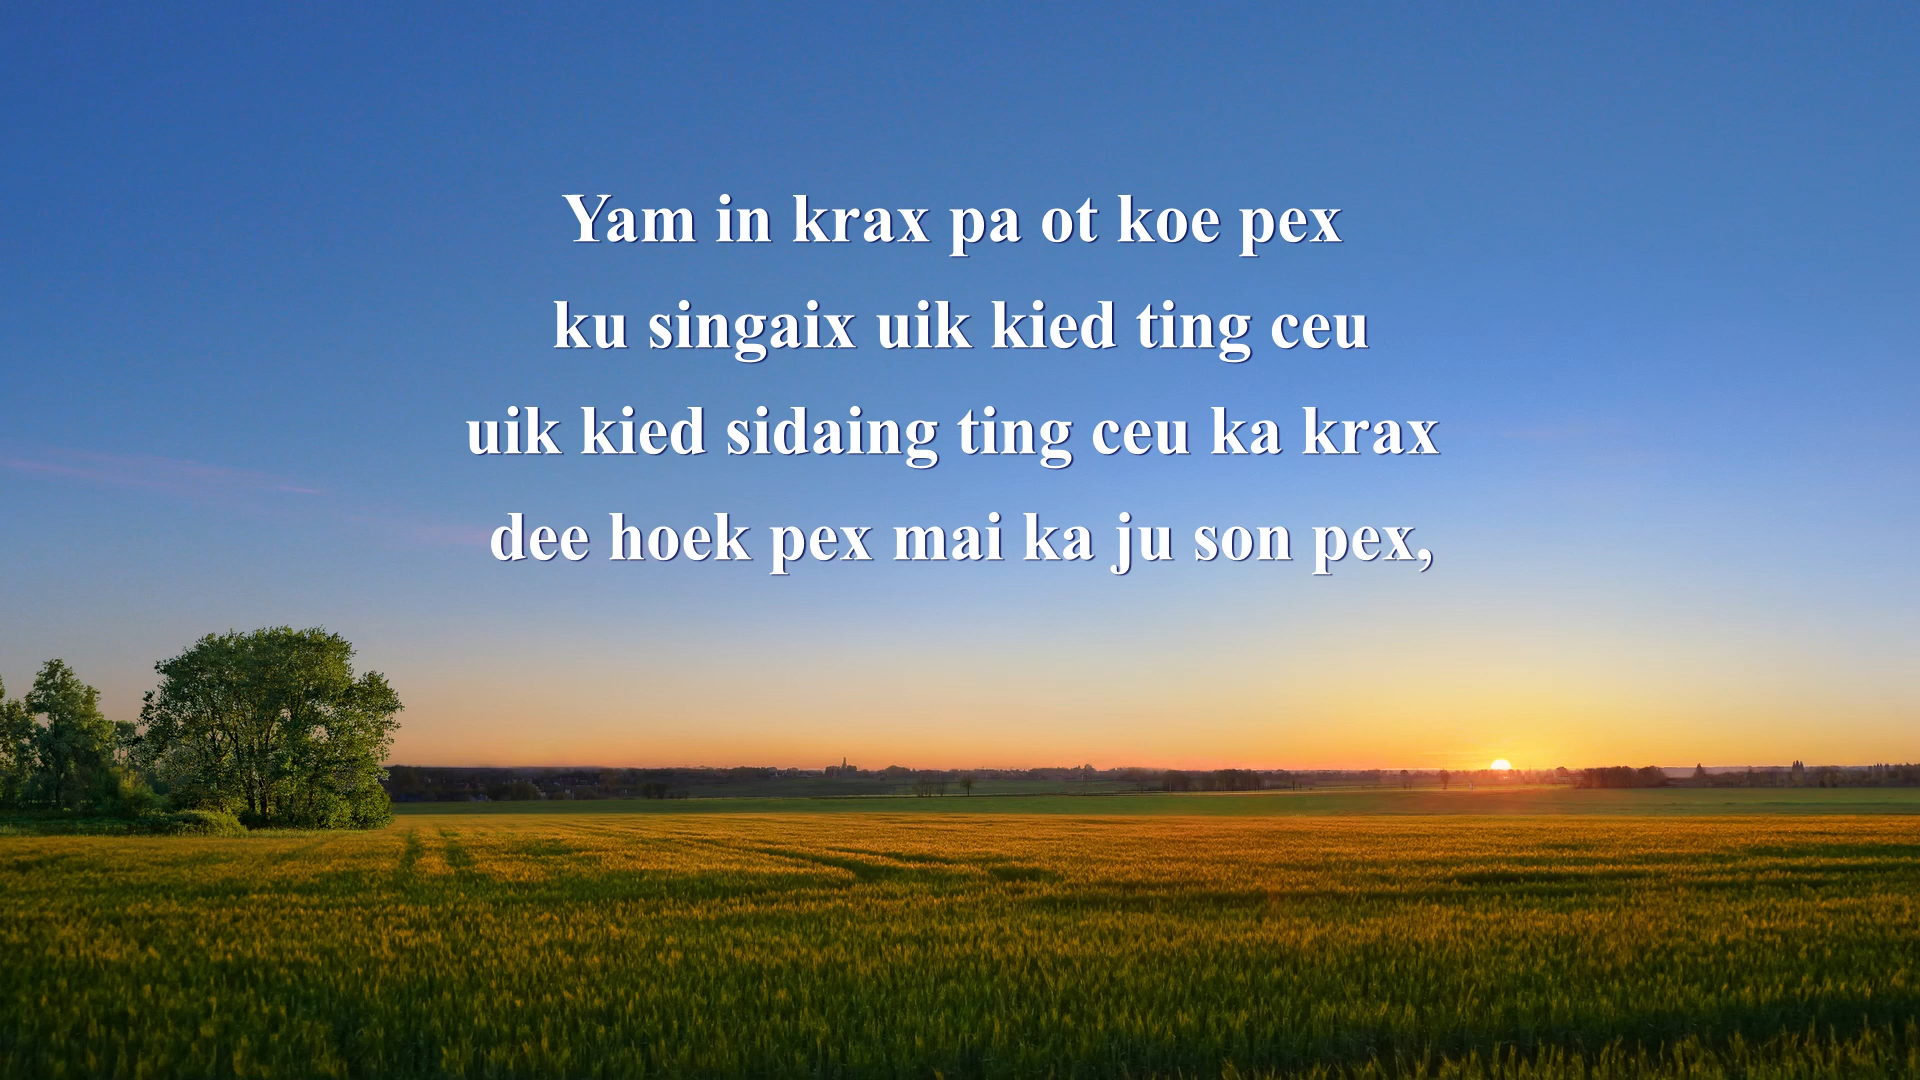 Yam in krax pa ot koe pex
ku singaix uik kied ting ceu
uik kied sidaing ting ceu ka krax
dee hoek pex mai ka ju son pex,